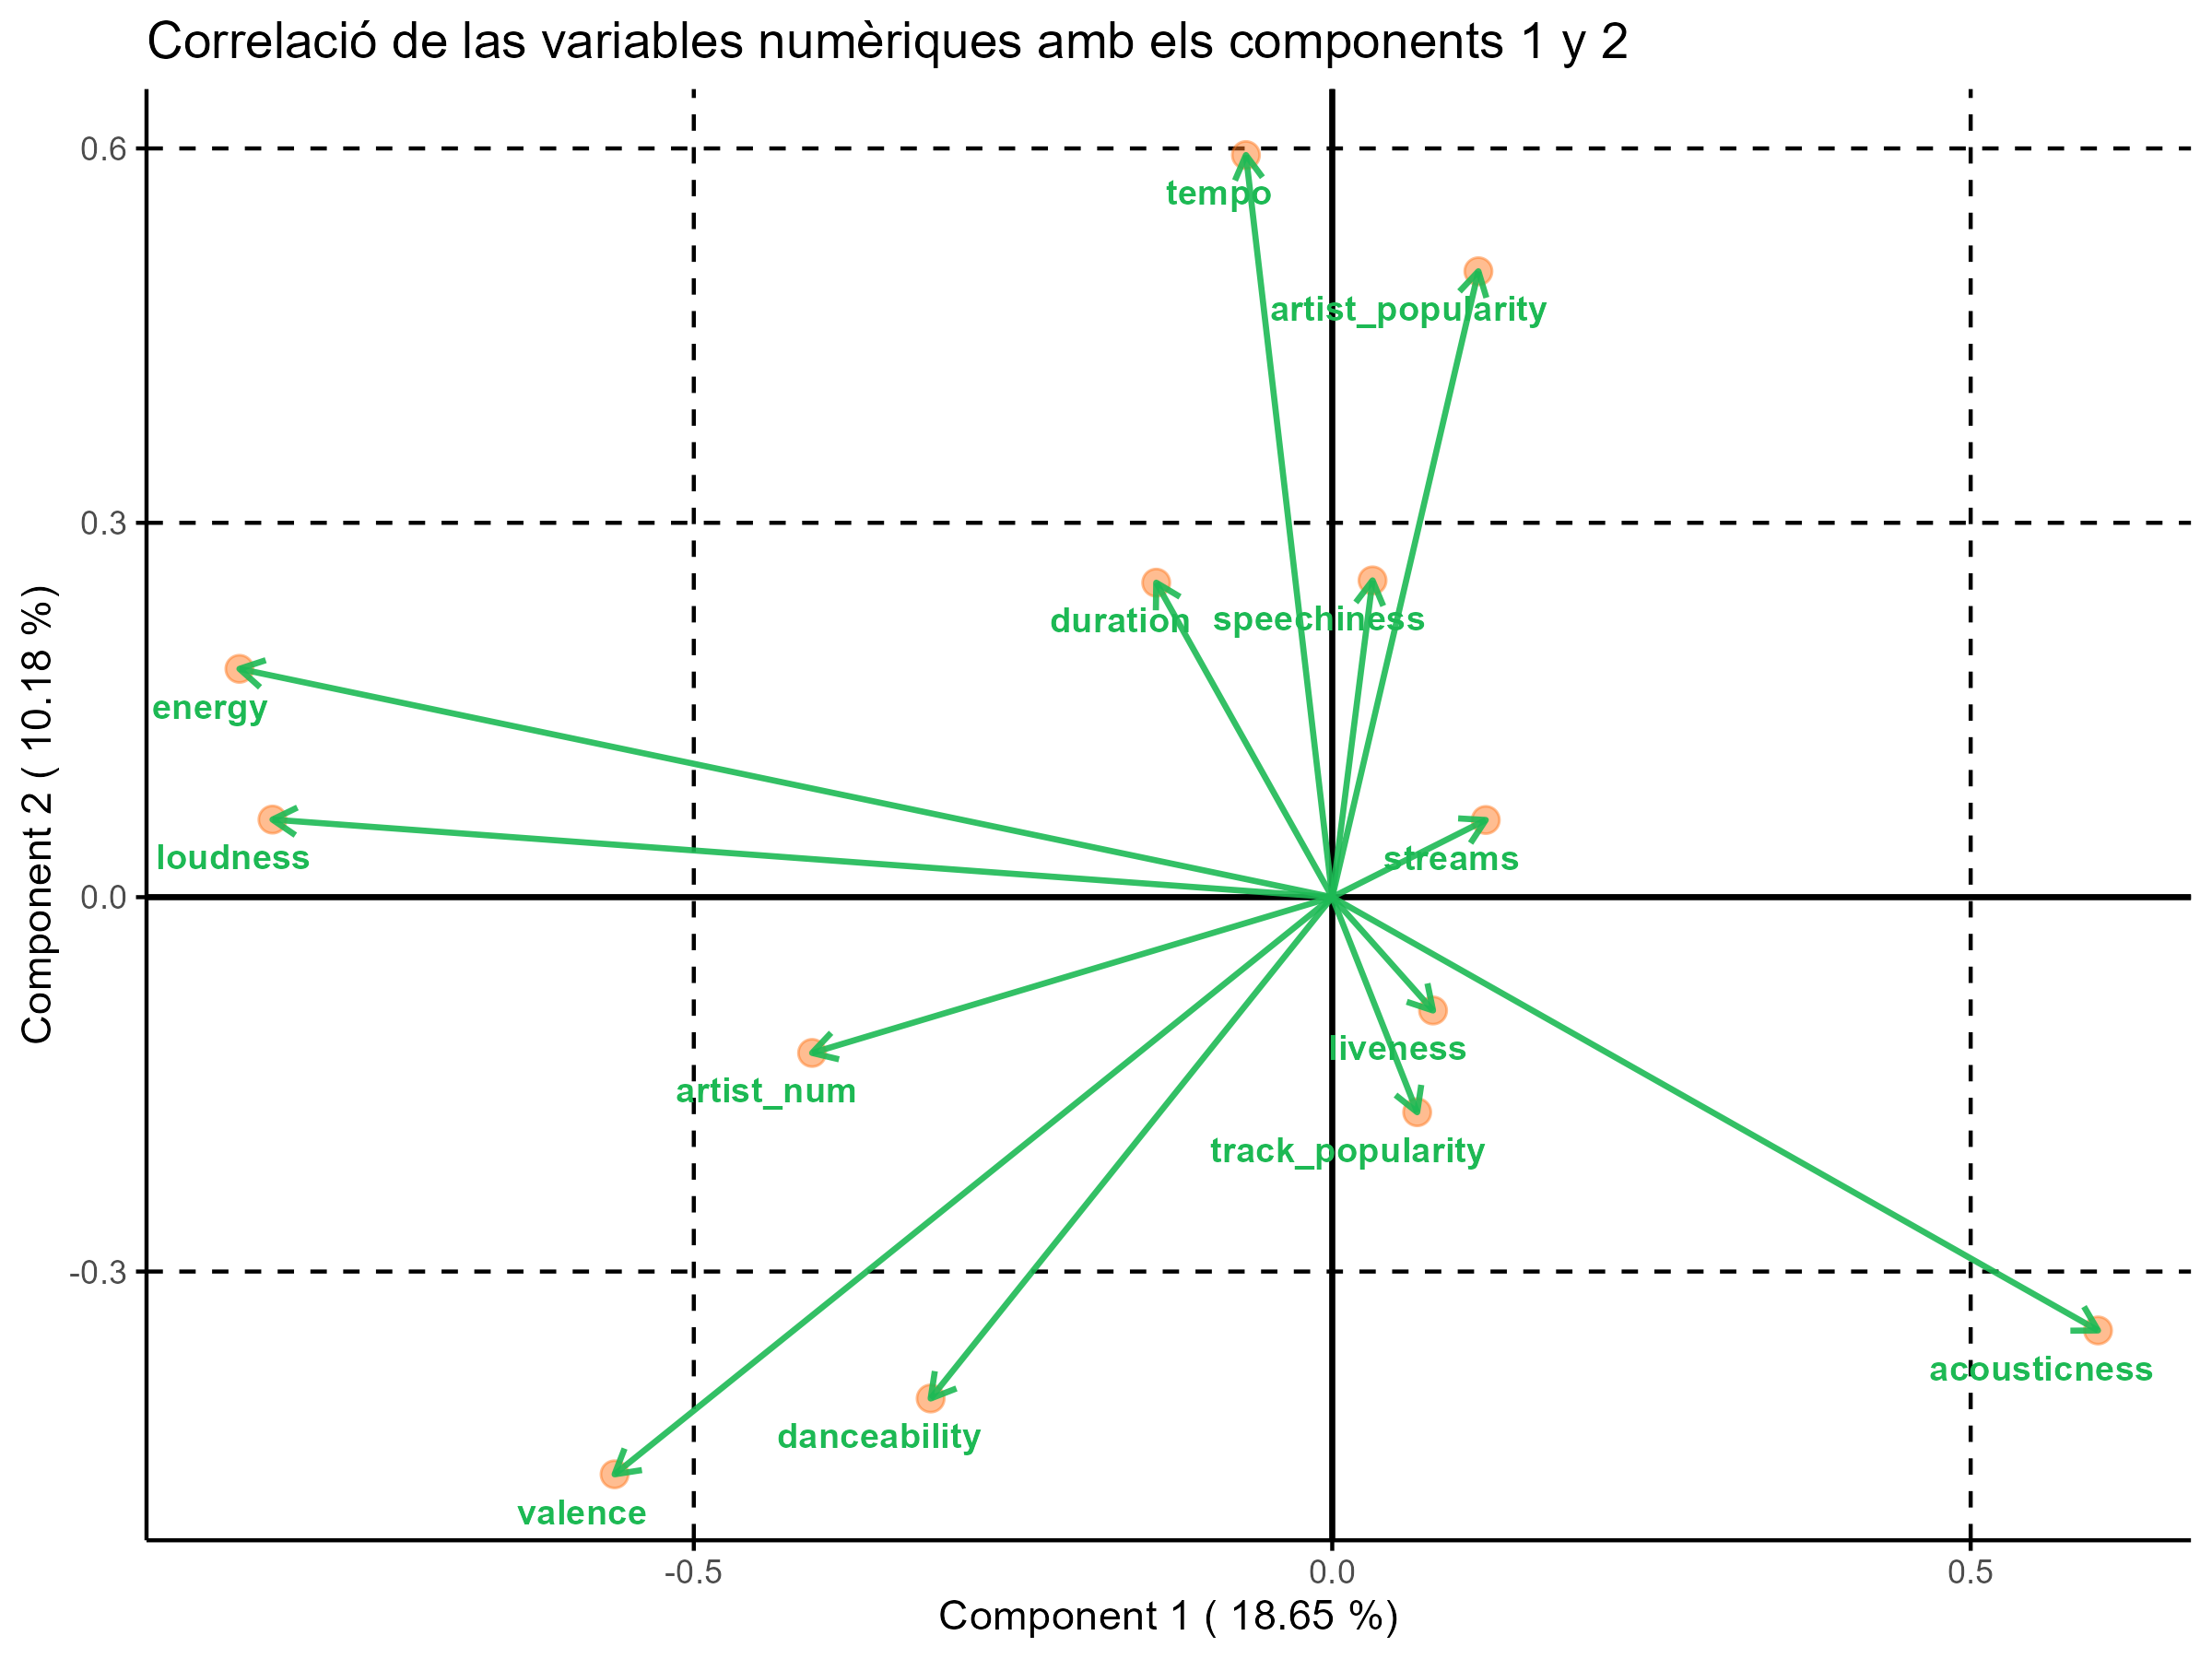 Correlació de las variables numèriques amb els components 1 y 2
0.6
tempo
artist_popularity
0.3
duration
speechiness
energy
loudness
streams
0.0
liveness
artist_num
track_popularity
-0.3
acousticness
danceability
valence
-0.5
0.0
0.5
Component 1 ( 18.65 %)
Component 2 ( 10.18 %)